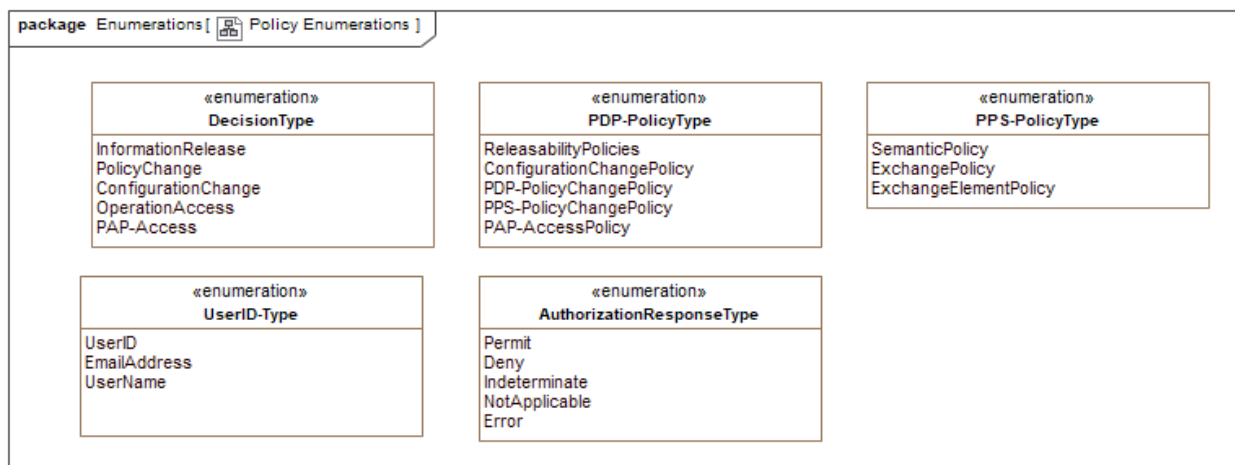 package Enumerations[ Policy Enumerations ]
«enumeration»
DecisionType
InformationRelease
PolicyChange
ConfigurationChange
OperationAccess
PAP-Access
«enumeration»
PDP-PolicyType
ReleasabilityPolicies
ConfigurationChangePolicy
PDP-PolicyChangePolicy
PPS-PolicyChangePolicy
PAP-AccessPolicy
«enumeration»
PPS-PolicyType
SemanticPolicy
ExchangePolicy
ExchangeElementPolicy
«enumeration»
UserID-Type
UserID
EmailAddress
UserName
«enumeration»
AuthorizationResponseType
Permit
Deny
Indeterminate
NotApplicable
Error